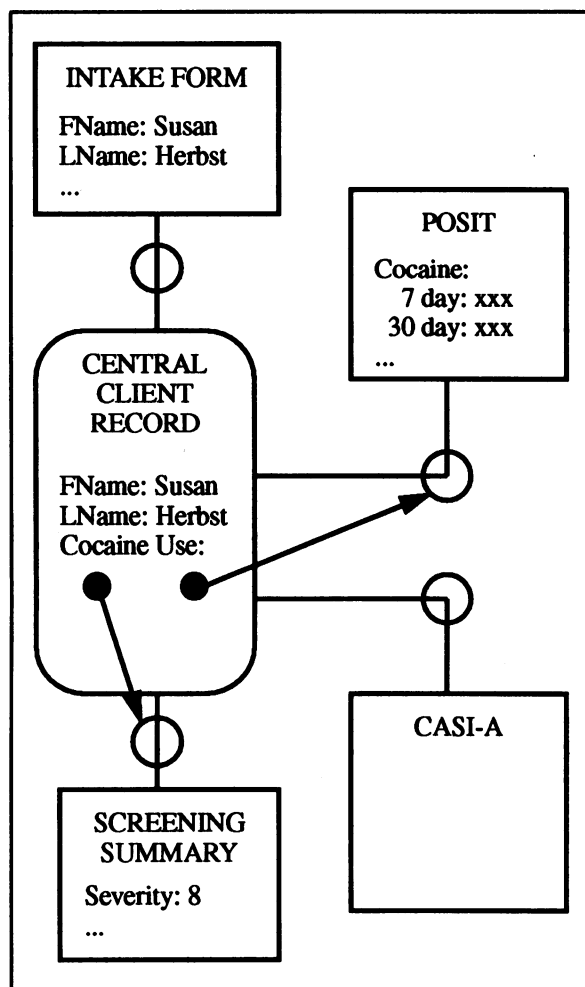 INTAKE FORM
FName: Susan
LName: Herbst
...
POSIT
Cocaine:
7 day: xxx
30 day: xxx
...
CENTRAL
CLIENT
RECORD
FName: Susan
LName: Herbst
Cocaine Use:
CASI-A
SCREENING
SUMMARY
Severity: 8
...